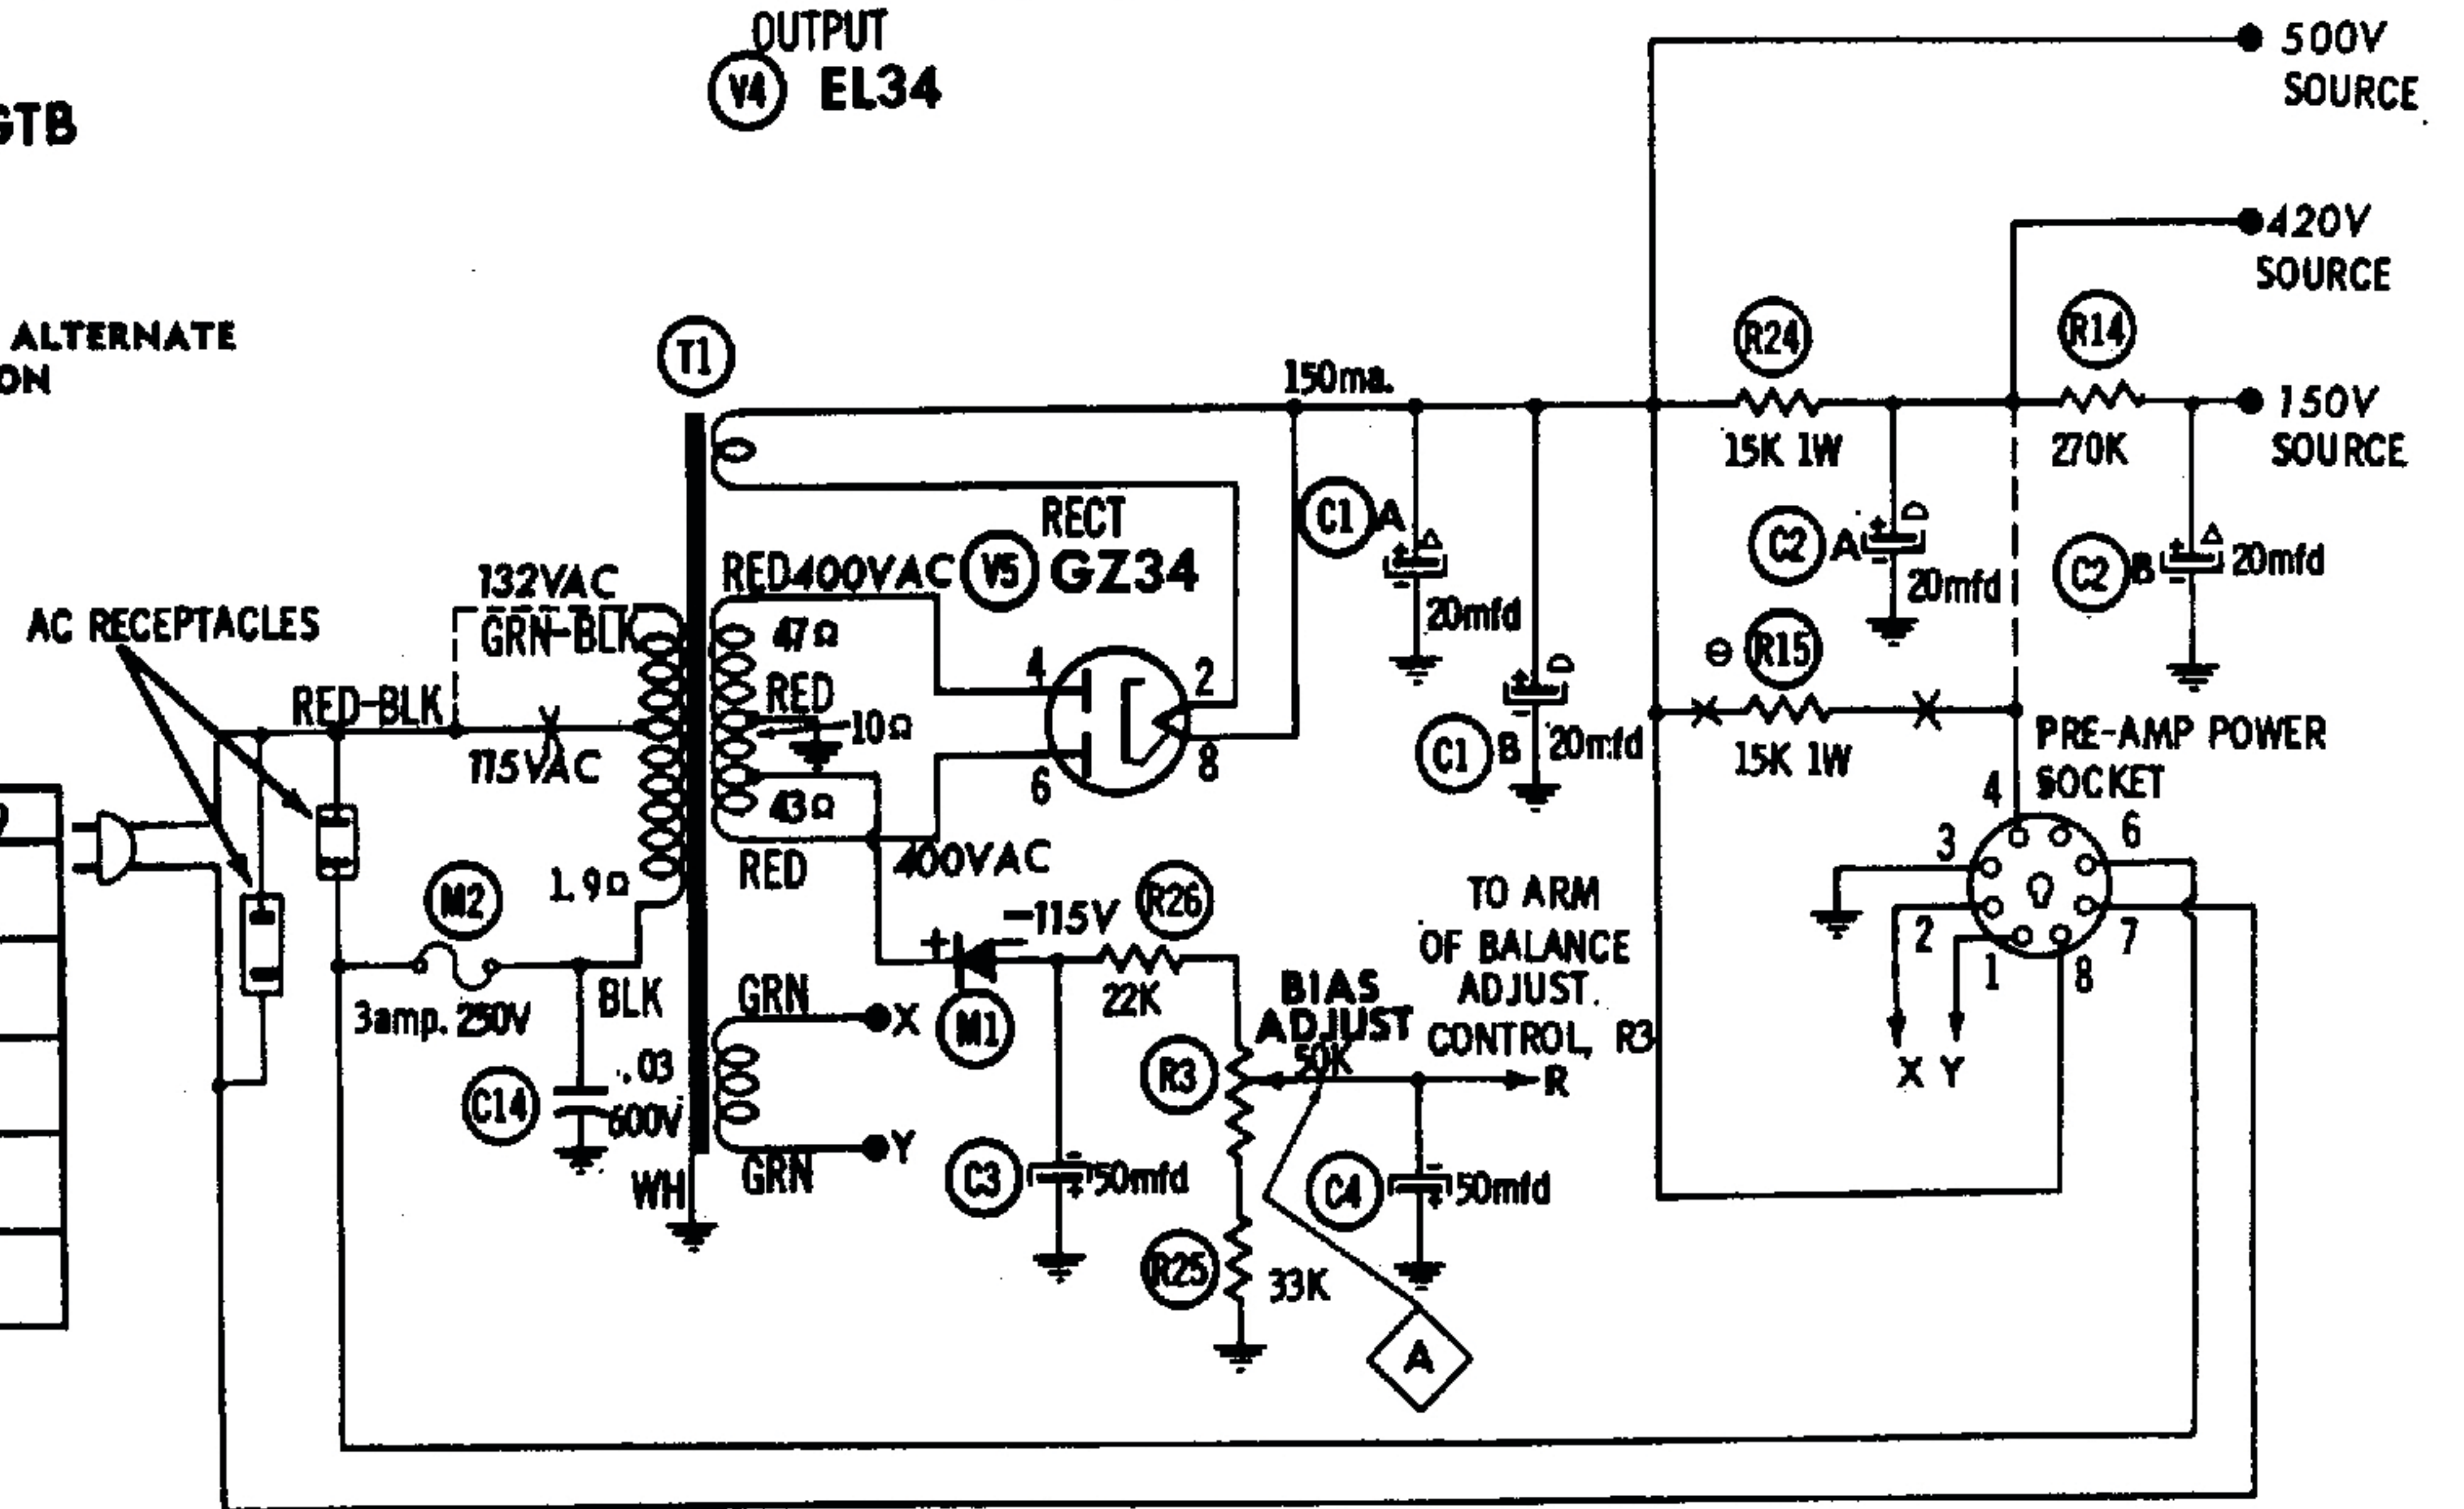 OUTPUT
V4 EL34
500V
SOURCE
GTB
420V
SOURCE
ALTERNATE
ON
T1
150ma.
R24
R14
15K 1W
270K
150V
SOURCE
RECT
V5 GZ34
C1 A
20mfd
C2 A
20mfd
C2 B
20mfd
132VAC
GRN-BLK
RED 400VAC
47Ω
AC RECEPTACLES
RED-BLK
115VAC
RED
10Ω
43Ω
4
2
6
8
C1 B
20mfd
R15
15K 1W
PRE-AMP POWER
SOCKET
4
3
6
2
7
1
8
X Y
1.9Ω
RED
400VAC
M2
3amp. 250V
BLK
-115V
+
R26
22K
M1
TO ARM
OF BALANCE
ADJUST.
CONTROL, R3
BIAS
ADJUST
50K
R
R3
GRN
X
GRN
Y
.03
600V
C14
WH
C3
50mfd
C4
50mfd
R25
33K
A